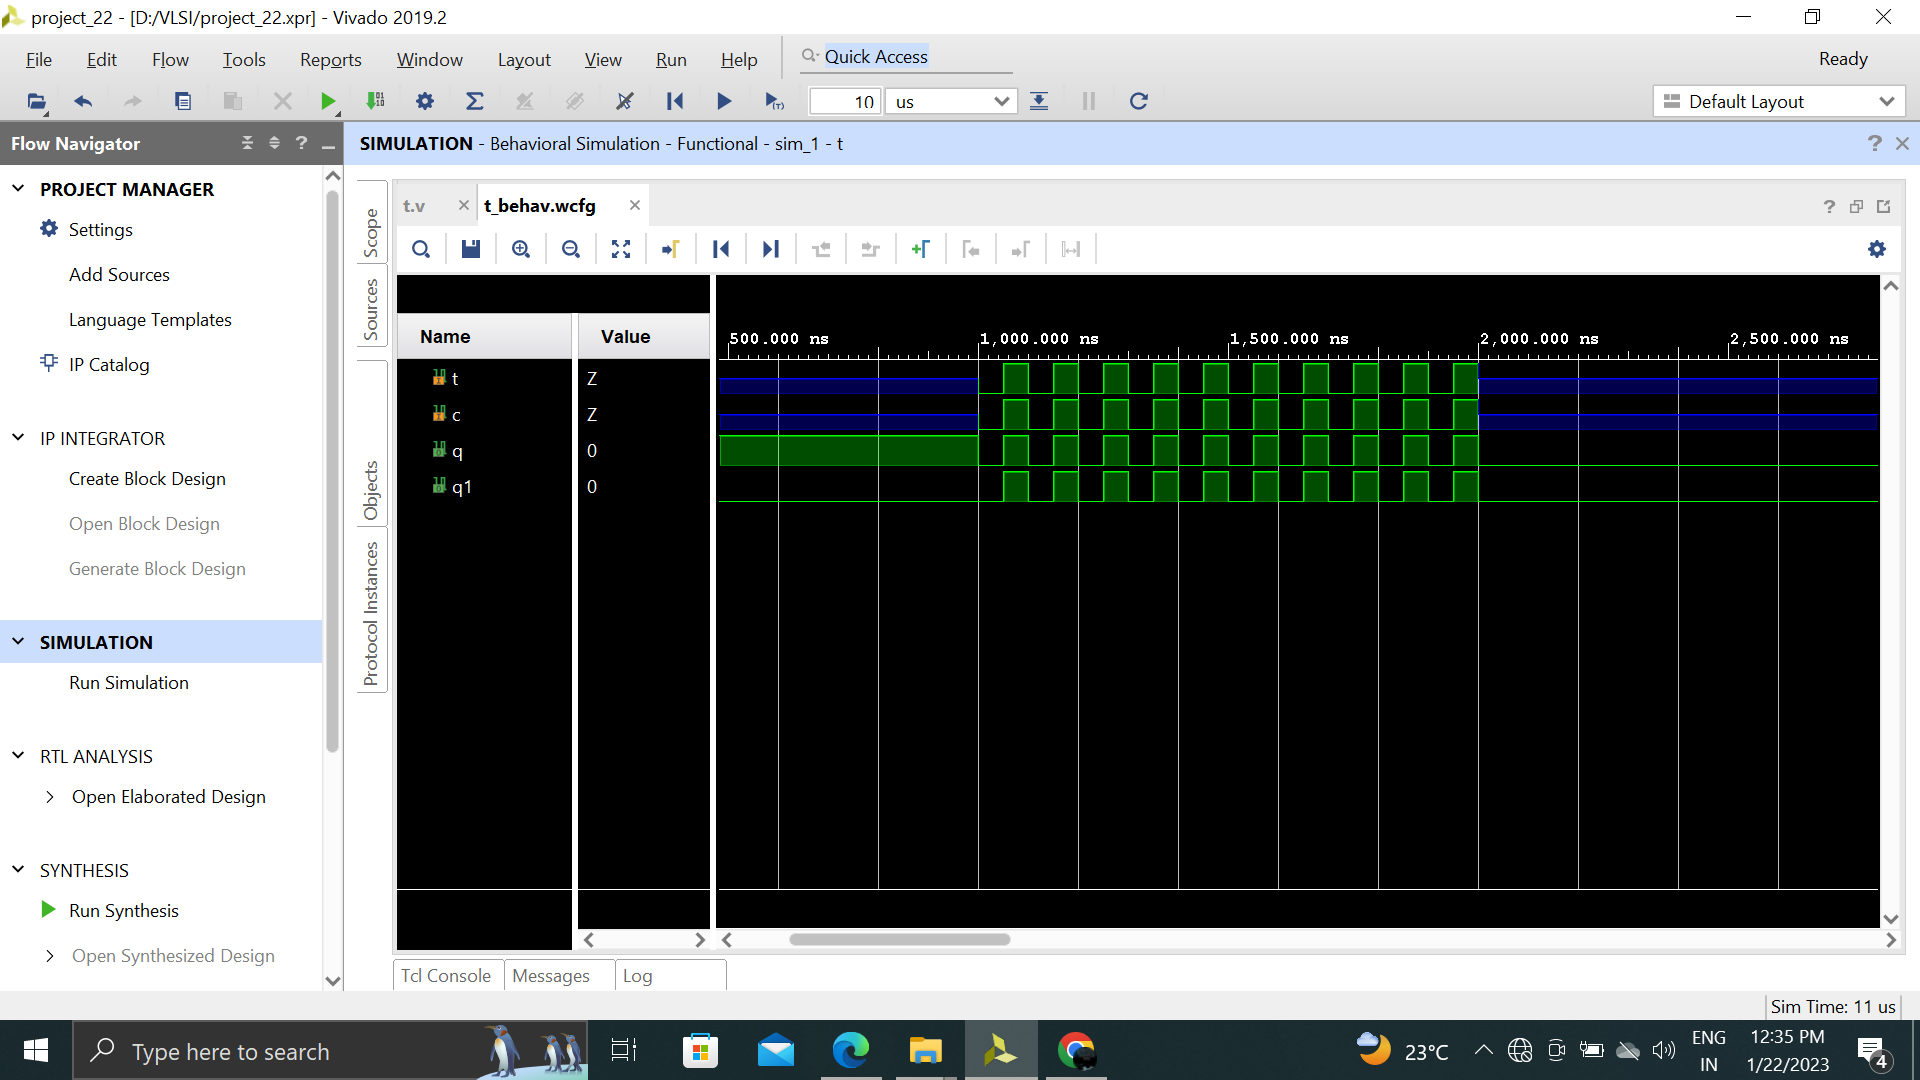 project_22 - [D:/VLSI/project_22.xpr] - Vivado 2019.2
File Edit Flow Tools Reports Window Layout View Run Help Quick Access Ready
10 us Default Layout
Flow Navigator
SIMULATION - Behavioral Simulation - Functional - sim_1 - t
PROJECT MANAGER
Settings
Add Sources
Language Templates
IP Catalog
IP INTEGRATOR
Create Block Design
Open Block Design
Generate Block Design
SIMULATION
Run Simulation
RTL ANALYSIS
Open Elaborated Design
SYNTHESIS
Run Synthesis
Open Synthesized Design
Scope
Sources
Objects
Protocol Instances
t.v t_behav.wcfg
Name Value
500.000 ns 1,000.000 ns 1,500.000 ns 2,000.000 ns 2,500.000 ns
t Z
c Z
q 0
q1 0
Tcl Console Messages Log
Sim Time: 11 us
Type here to search
23°C
ENG
IN
12:35 PM
1/22/2023
4